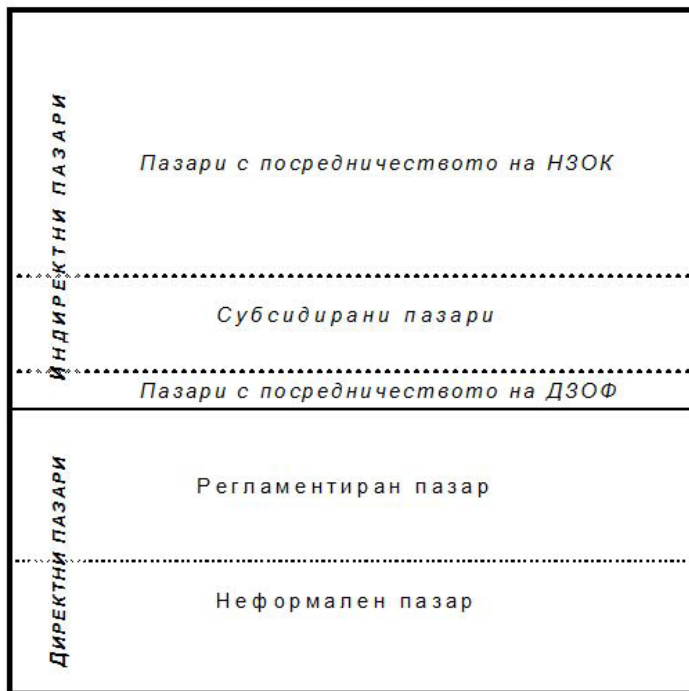 ИНДИРЕКТНИ ПАЗАРИ
Пазари с посредничеството на НЗОК
Субсидирани пазари
Пазари с посредничеството на ДЗОФ
ДИРЕКТНИ ПАЗАРИ
Регламентиран пазар
Неформален пазар